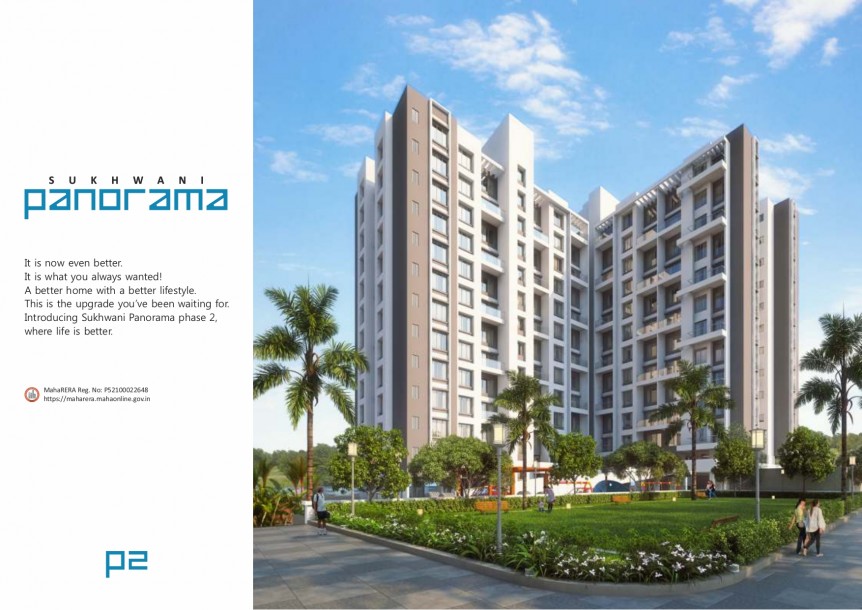 SUKHWANI
panorama
It is now even better.
It is what you always wanted!
A better home with a better lifestyle.
This is the upgrade you've been waiting for.
Introducing Sukhwani Panorama phase 2,
where life is better.
MahaRERA Reg. No: P52100022648
https://maharera.mahaonline.gov.in
p2